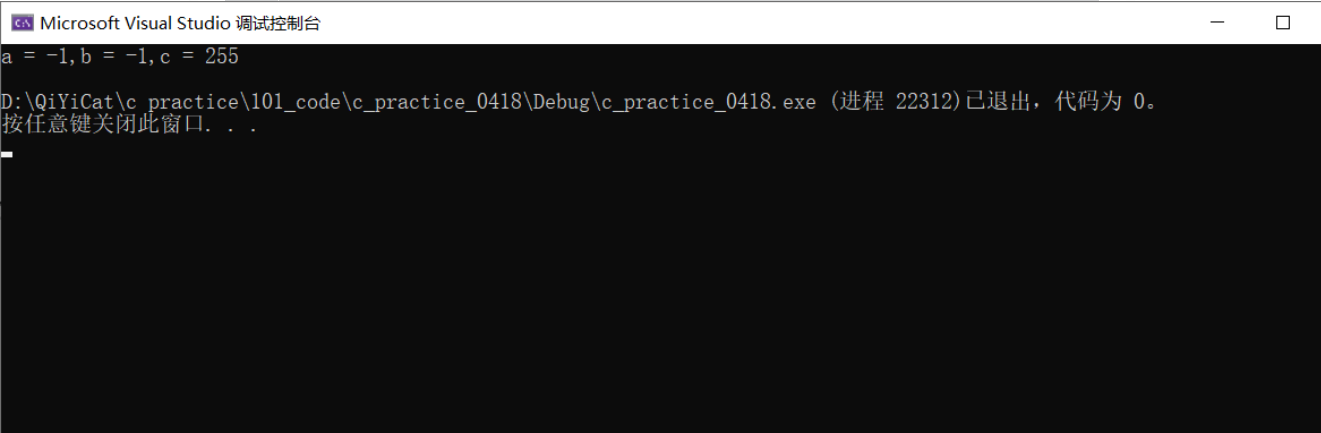 Microsoft Visual Studio 调试控制台
a = -1,b = -1,c = 255
D:\QiYiCat\c_practice\101_code\c_practice_0418\Debug\c_practice_0418.exe (进程 22312)已退出，代码为 0。
按任意键关闭此窗口. . .